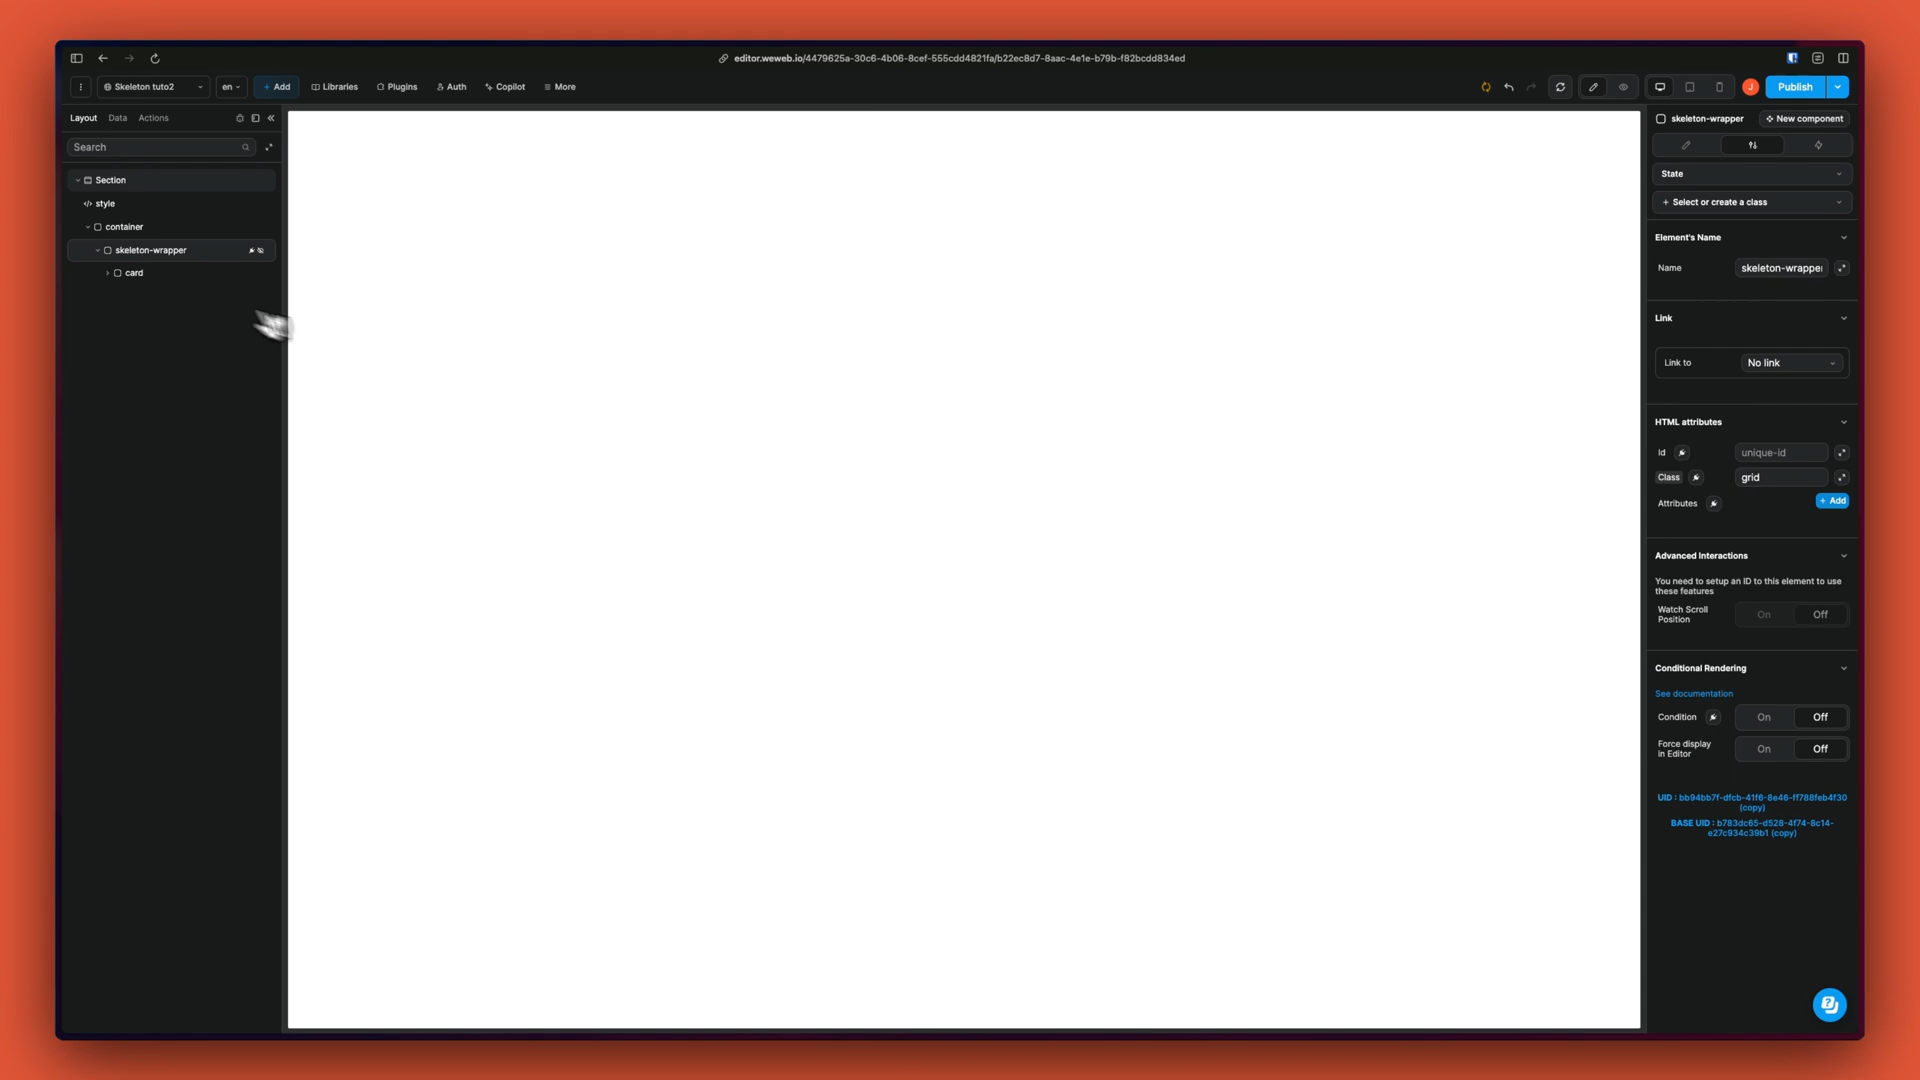 editor.weweb.io/4479625a-30c6-4b06-8cef-555cdd4821fa/b22ec8d7-8aac-4e1e-b79b-f82bcdd834ed
Skeleton tuto2
en
+ Add
Libraries
Plugins
Auth
Copilot
More
J
Publish
Layout
Data
Actions
Search
Section
style
container
skeleton-wrapper
card
skeleton-wrapper
New component
State
+ Select or create a class
Element's Name
Name
skeleton-wrapper
Link
Link to
No link
HTML attributes
Id
unique-id
Class
grid
Attributes
+ Add
Advanced Interactions
You need to setup an ID to this element to use
these features
Watch Scroll
Position
On
Off
Conditional Rendering
See documentation
Condition
On
Off
Force display
in Editor
On
Off
UID : bb94bb7f-dfcb-41f6-8e46-ff788feb4f30
(copy)
BASE UID : b783dc65-d528-4f74-8c14-
e27c934c39b1 (copy)